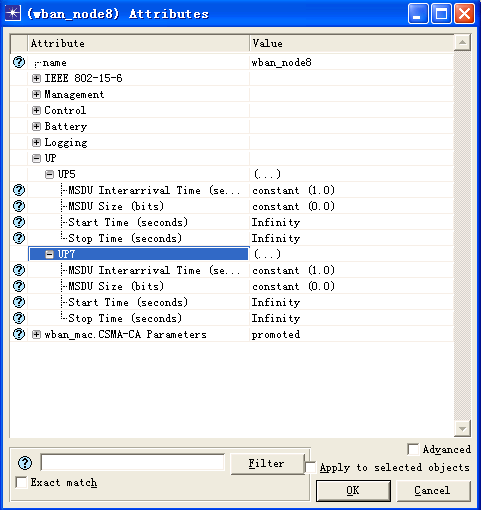 (wban_node8) Attributes
Attribute Value
name wban_node8
IEEE 802-15-6
Management
Control
Battery
Logging
UP
UP5 (...)
MSDU Interarrival Time (se... constant (1.0)
MSDU Size (bits) constant (0.0)
Start Time (seconds) Infinity
Stop Time (seconds) Infinity
UP7 (...)
MSDU Interarrival Time (se... constant (1.0)
MSDU Size (bits) constant (0.0)
Start Time (seconds) Infinity
Stop Time (seconds) Infinity
wban_mac.CSMA-CA Parameters promoted
Advanced
Filter
Apply to selected objects
Exact match
OK Cancel